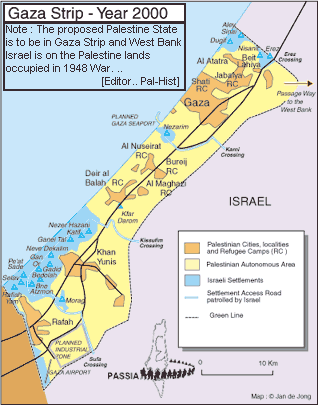 Gaza Strip - Year 2000
Note : The proposed Palestine State
is to be in Gaza Strip and West Bank
Israel is on the Palestine lands
occupied in 1948 War. ..
[Editor.. Pal-Hist]
Aley
Sinai
Dugit
Nisanit
Erez
Erez
Crossing
Beit
Lahiya
Al Atatra
Jabalya
RC
Shati
RC
Gaza
Passage Way
to the
West Bank
PLANNED
GAZA SEAPORT
Nezarim
Karni
Crossing
Al Nuseirat
RC
Bureij
RC
Deir al
Balah
RC
Al Maghazi
RC
ISRAEL
Kfar
Darom
Kissufim
Crossing
Nezer Hazani
Katif
Ganei Tal
Neve Dekalim
Gan
Or
Pe'at
Sade
Gadid
Bedolah
Bne
Azmon
Rafiah
Yam
Khan
Yunis
Morag
Rafah
PLANNED
INDUSTRIAL
ZONE
Sufa
Crossing
GAZA AIRPORT
Palestinian Cities, localities
and Refugee Camps (RC )
Palestinian Autonomous Area
Israeli Settlements
Settlement Access Road
patrolled by Israel
Green Line
PASSIA
0 10 Km
Map : © Jan de Jong